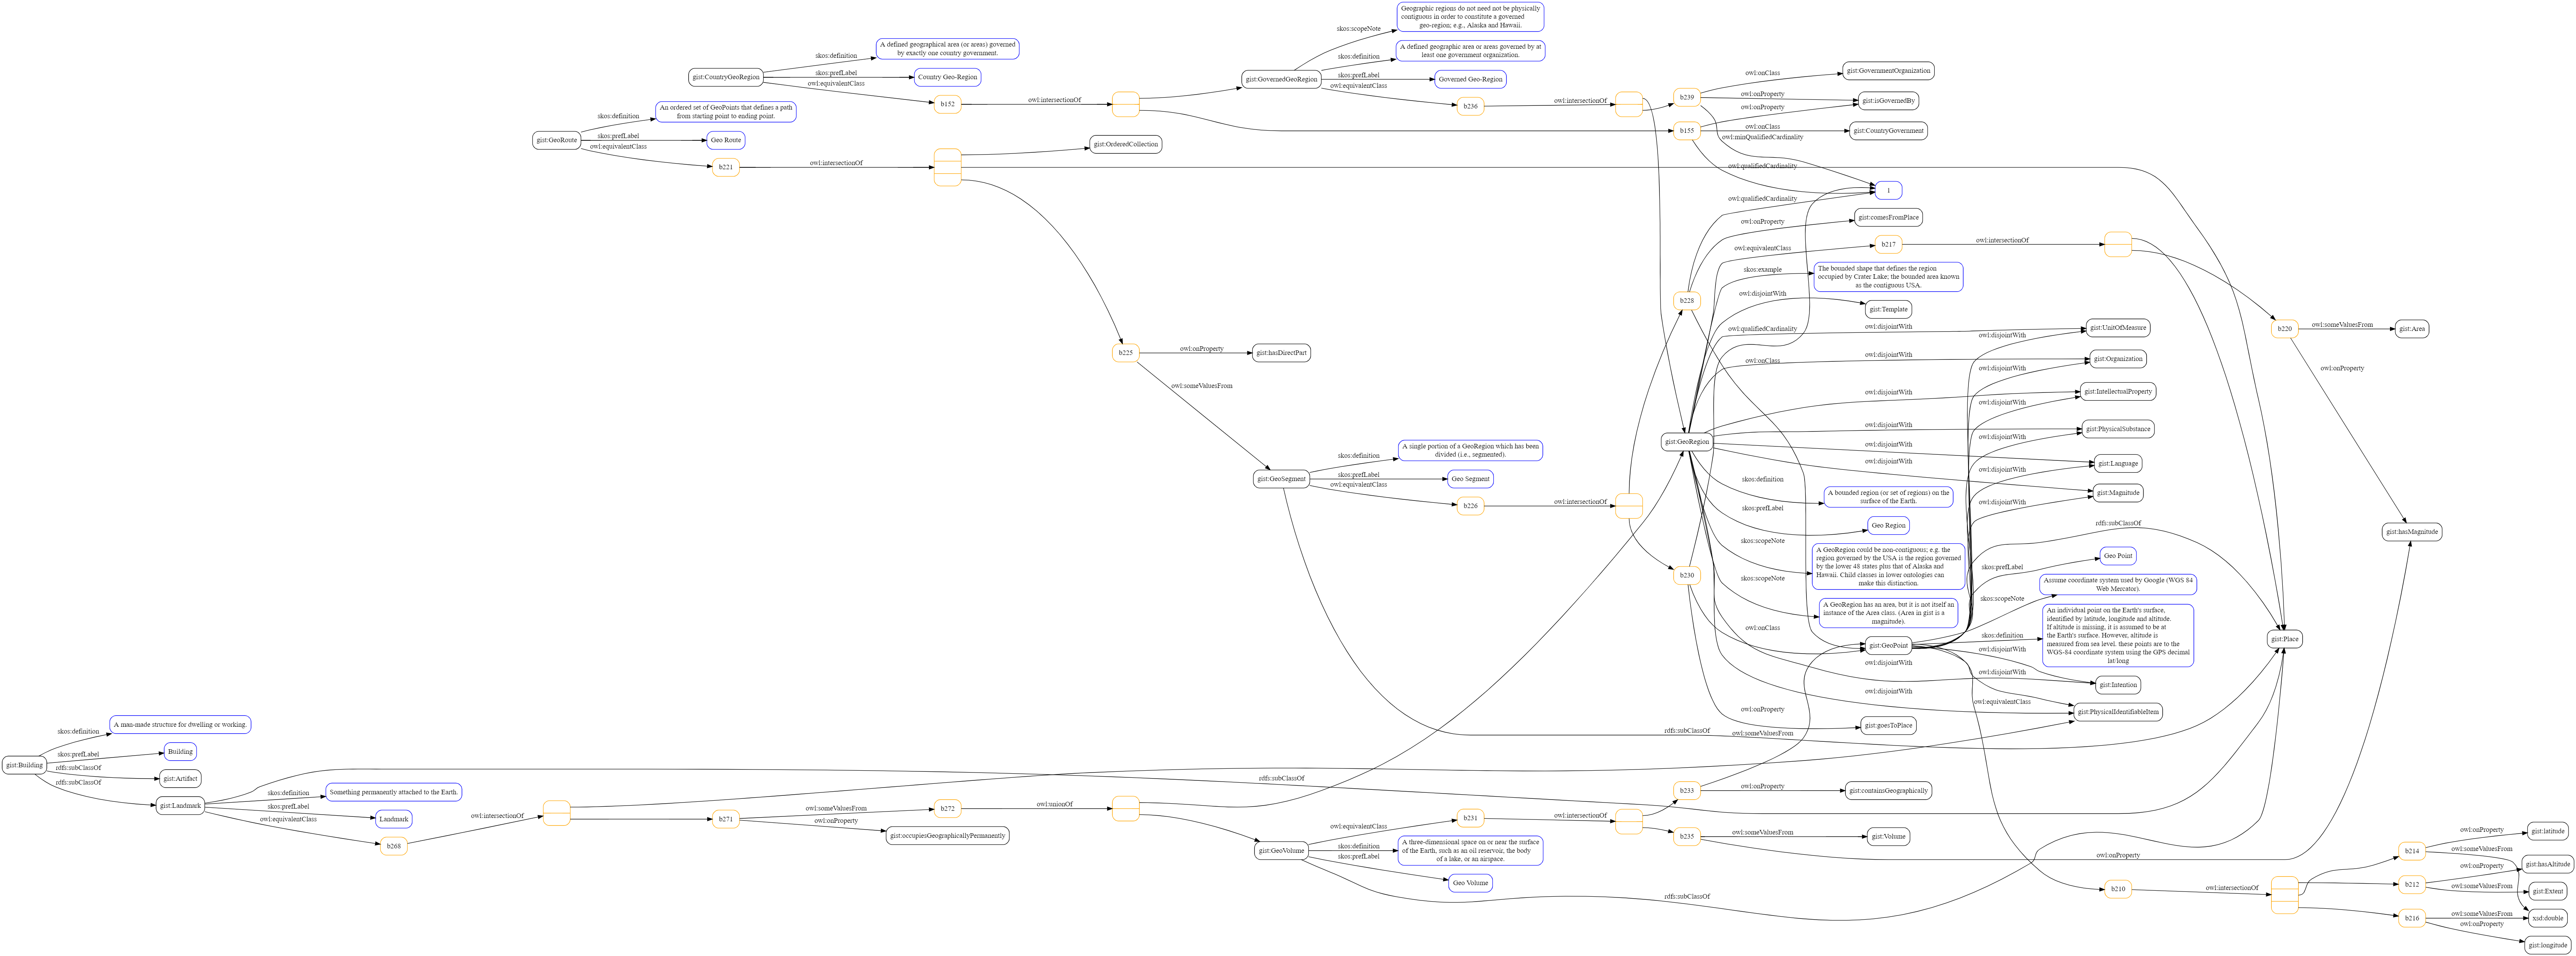 Geographic regions do not need not be physically
contiguous in order to constitute a governed
geo-region; e.g., Alaska and Hawaii.
skos:scopeNote
A defined geographical area (or areas) governed
by exactly one country government.
skos:definition
A defined geographic area or areas governed by at
least one government organization.
skos:definition
gist:CountryGeoRegion
skos:prefLabel
Country Geo-Region
owl:equivalentClass
b152
owl:intersectionOf
gist:GovernedGeoRegion
skos:prefLabel
Governed Geo-Region
owl:equivalentClass
b236
owl:intersectionOf
b239
owl:onClass
gist:GovernmentOrganization
owl:onProperty
gist:isGovernedBy
owl:onProperty
b155
owl:onClass
gist:CountryGovernment
owl:minQualifiedCardinality
owl:qualifiedCardinality
1
An ordered set of GeoPoints that defines a path
from starting point to ending point.
skos:definition
gist:GeoRoute
skos:prefLabel
Geo Route
owl:equivalentClass
b221
owl:intersectionOf
gist:OrderedCollection
owl:qualifiedCardinality
owl:onProperty
gist:comesFromPlace
owl:equivalentClass
b217
owl:intersectionOf
skos:example
The bounded shape that defines the region
occupied by Crater Lake; the bounded area known
as the contiguous USA.
b228
owl:disjointWith
gist:Template
owl:qualifiedCardinality
owl:disjointWith
gist:UnitOfMeasure
owl:disjointWith
b220
owl:someValuesFrom
gist:Area
b225
owl:onProperty
gist:hasDirectPart
owl:onClass
owl:disjointWith
gist:Organization
owl:disjointWith
owl:onProperty
owl:someValuesFrom
owl:disjointWith
gist:IntellectualProperty
owl:disjointWith
owl:disjointWith
gist:PhysicalSubstance
owl:disjointWith
gist:GeoRegion
owl:disjointWith
gist:Language
owl:disjointWith
owl:disjointWith
gist:Magnitude
owl:disjointWith
A single portion of a GeoRegion which has been
divided (i.e., segmented).
skos:definition
gist:GeoSegment
skos:prefLabel
Geo Segment
owl:equivalentClass
b226
owl:intersectionOf
skos:definition
A bounded region (or set of regions) on the
surface of the Earth.
skos:prefLabel
Geo Region
skos:scopeNote
A GeoRegion could be non-contiguous; e.g. the
region governed by the USA is the region governed
by the lower 48 states plus that of Alaska and
Hawaii. Child classes in lower ontologies can
make this distinction.
skos:scopeNote
A GeoRegion has an area, but it is not itself an
instance of the Area class. (Area in gist is a
magnitude).
b230
rdfs:subClassOf
gist:hasMagnitude
skos:prefLabel
Geo Point
skos:scopeNote
Assume coordinate system used by Google (WGS 84
Web Mercator).
owl:onClass
gist:GeoPoint
skos:definition
An individual point on the Earth's surface,
identified by latitude, longitude and altitude.
If altitude is missing, it is assumed to be at
the Earth's surface. However, altitude is
measured from sea level. these points are to the
WGS-84 coordinate system using the GPS decimal
lat/long
gist:Place
owl:disjointWith
owl:disjointWith
gist:Intention
owl:disjointWith
owl:disjointWith
gist:PhysicalIdentifiableItem
owl:equivalentClass
owl:onProperty
gist:goesToPlace
rdfs:subClassOf
owl:someValuesFrom
skos:definition
A man-made structure for dwelling or working.
gist:Building
skos:prefLabel
Building
rdfs:subClassOf
gist:Artifact
rdfs:subClassOf
gist:Landmark
rdfs:subClassOf
skos:definition
Something permanently attached to the Earth.
skos:prefLabel
Landmark
owl:equivalentClass
b268
owl:intersectionOf
b271
owl:someValuesFrom
b272
owl:unionOf
owl:onProperty
gist:occupiesGeographicallyPermanently
b233
owl:onProperty
gist:containsGeographically
gist:GeoVolume
owl:equivalentClass
b231
owl:intersectionOf
b235
owl:someValuesFrom
gist:Volume
owl:onProperty
skos:definition
A three-dimensional space on or near the surface
of the Earth, such as an oil reservoir, the body
of a lake, or an airspace.
skos:prefLabel
Geo Volume
rdfs:subClassOf
b210
owl:intersectionOf
b214
owl:onProperty
gist:latitude
owl:someValuesFrom
b212
owl:onProperty
gist:hasAltitude
owl:someValuesFrom
gist:Extent
b216
owl:someValuesFrom
xsd:double
owl:onProperty
gist:longitude